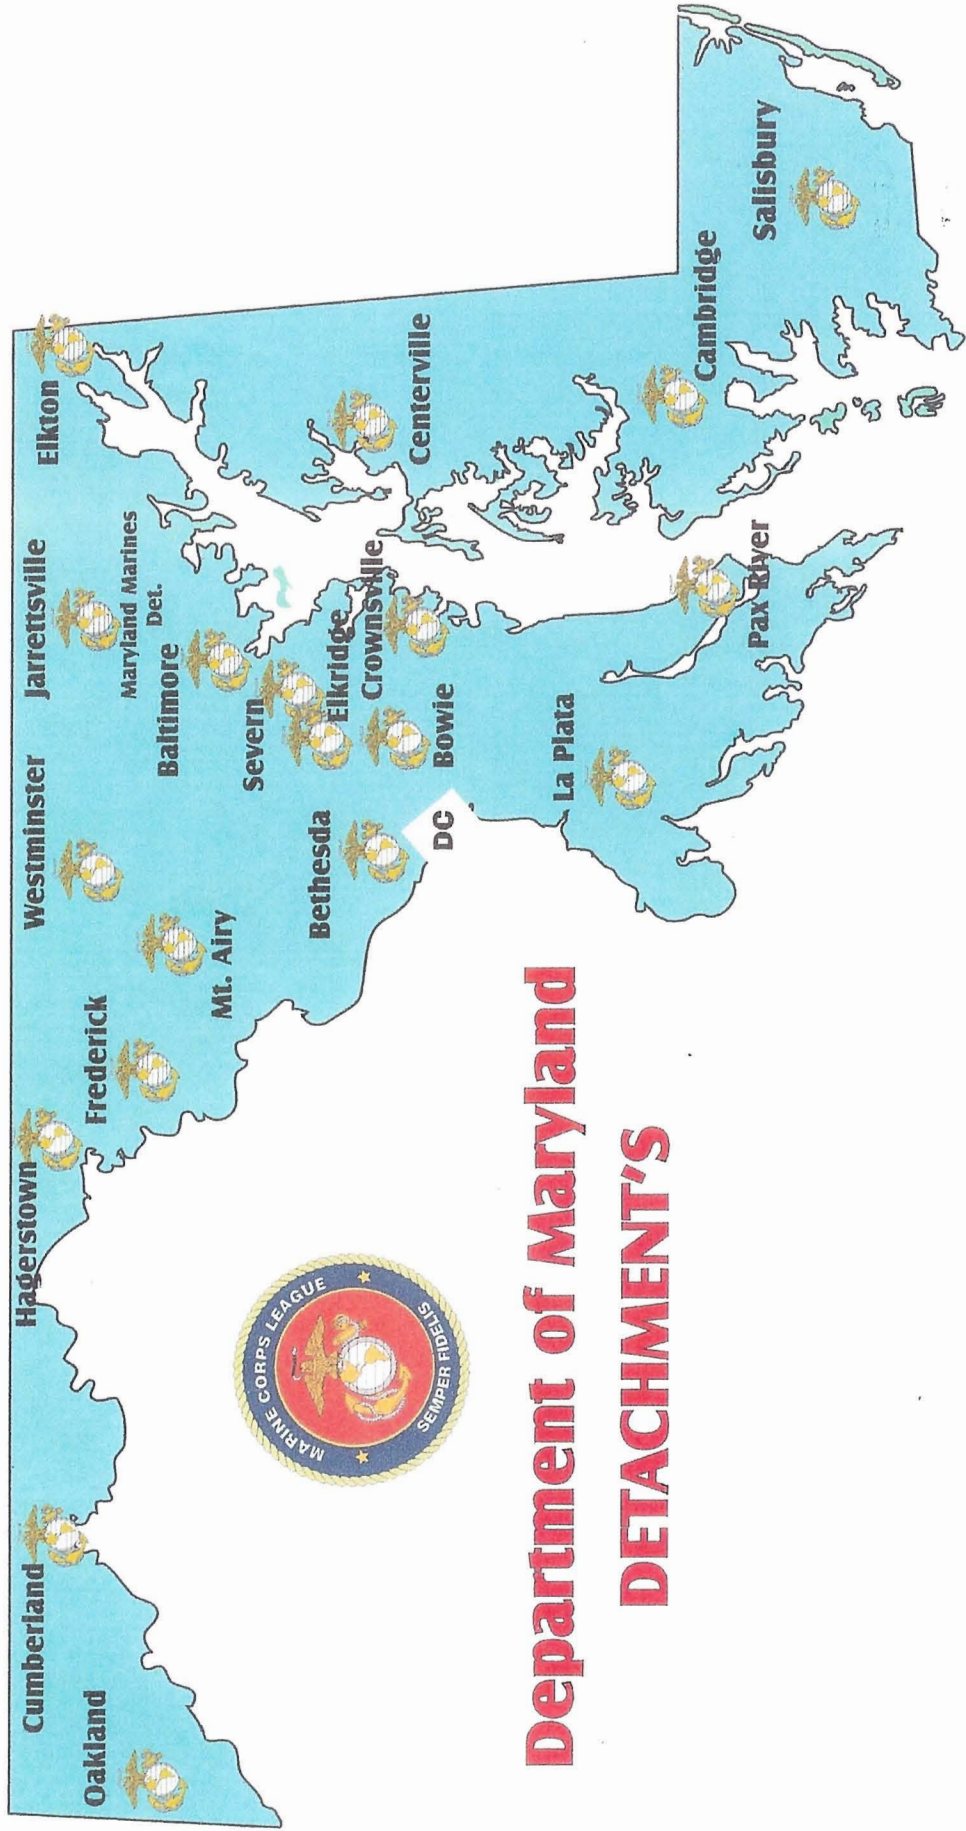 Cumberland
Oakland
Hagerstown
Frederick
Westminster
Mt. Airy
Jarrettsville
Maryland Marines
Det.
Baltimore
Severn
Elkridge
Crownsville
Bethesda
DC
Bowie
La Plata
Elkton
Centerville
Pax River
Cambridge
Salisbury
MARINE CORPS LEAGUE
SEMPER FIDELIS
Department of Maryland
DETACHMENT'S